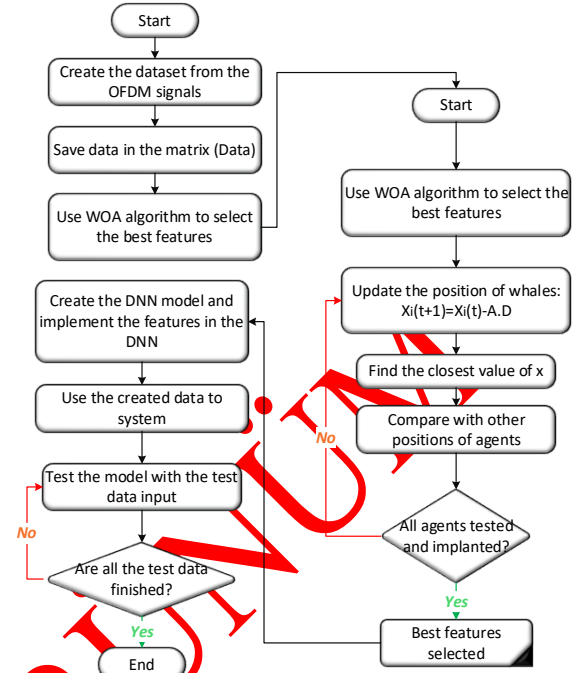 Start
Create the dataset from the
OFDM signals
Save data in the matrix (Data)
Use WOA algorithm to select
the best features
Start
Use WOA algorithm to select the
best features
Update the position of whales:
Xi(t+1)=Xi(t)-A.D
Find the closest value of x
Compare with other
positions of agents
No
All agents tested
and implanted?
Yes
Best features
selected
Create the DNN model and
implement the features in the
DNN
Use the created data to
system
Test the model with the test
data input
No
Are all the test data
finished?
Yes
End